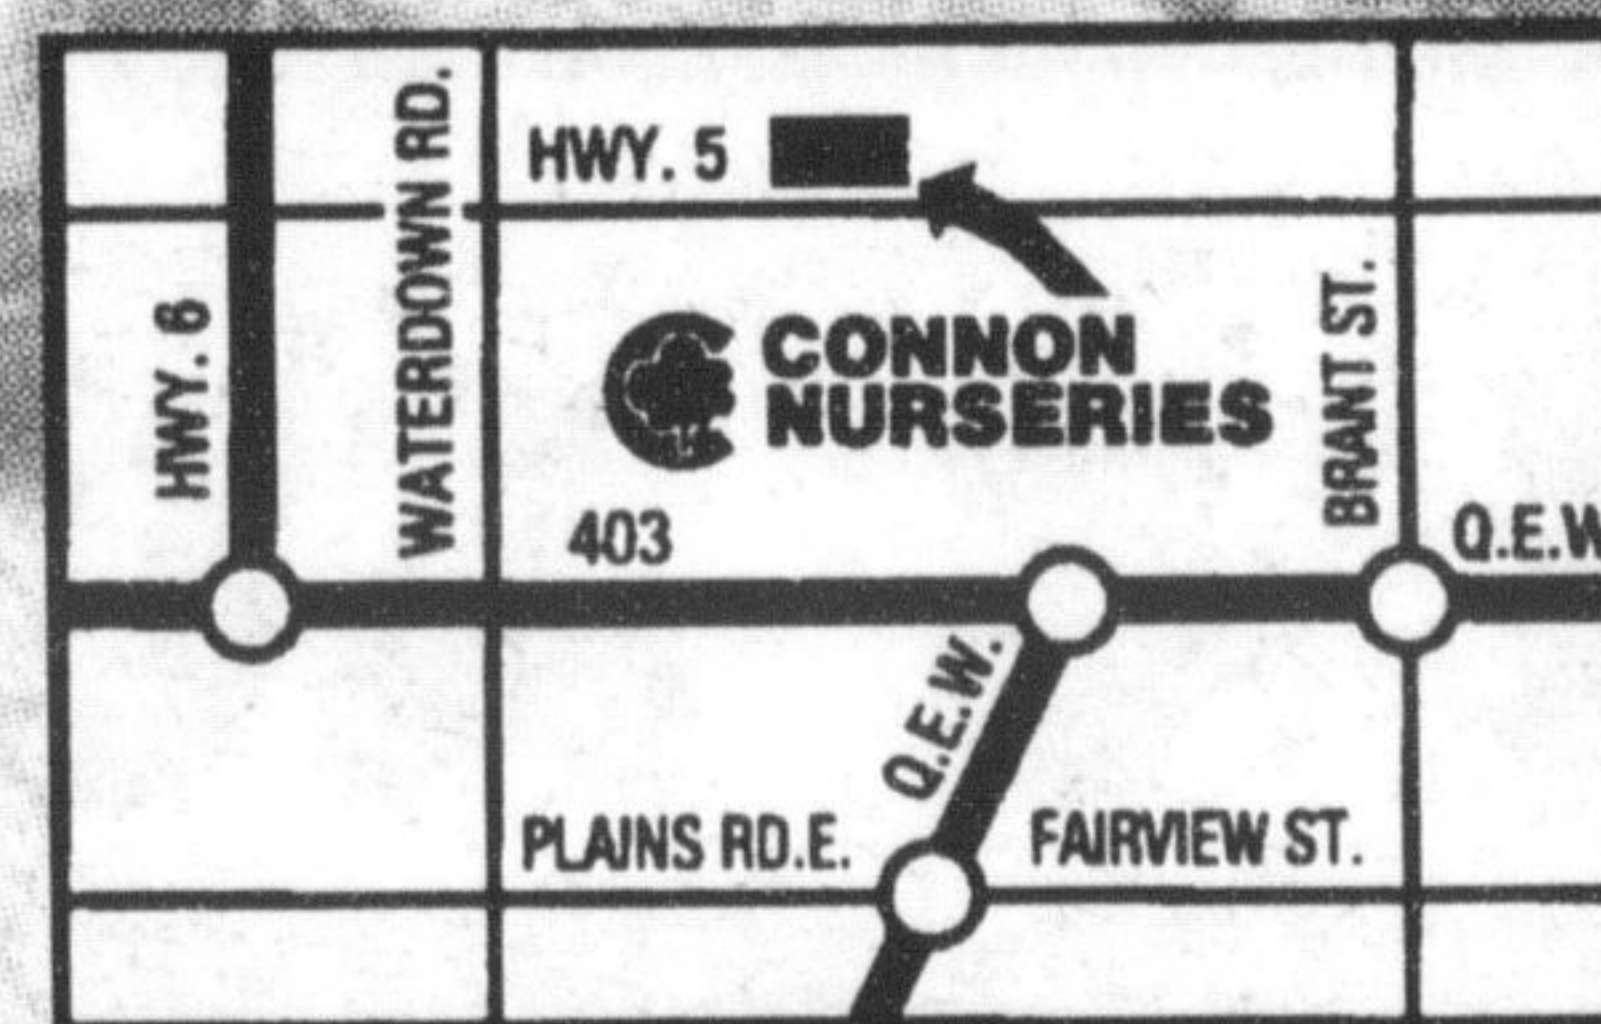 HWY. 6
WATERDOWN RD.
HWY. 5
CONNON
NURSERIES
BRANT ST.
403
Q.E.W
Q.E.W.
PLAINS RD.E.
FAIRVIEW ST.